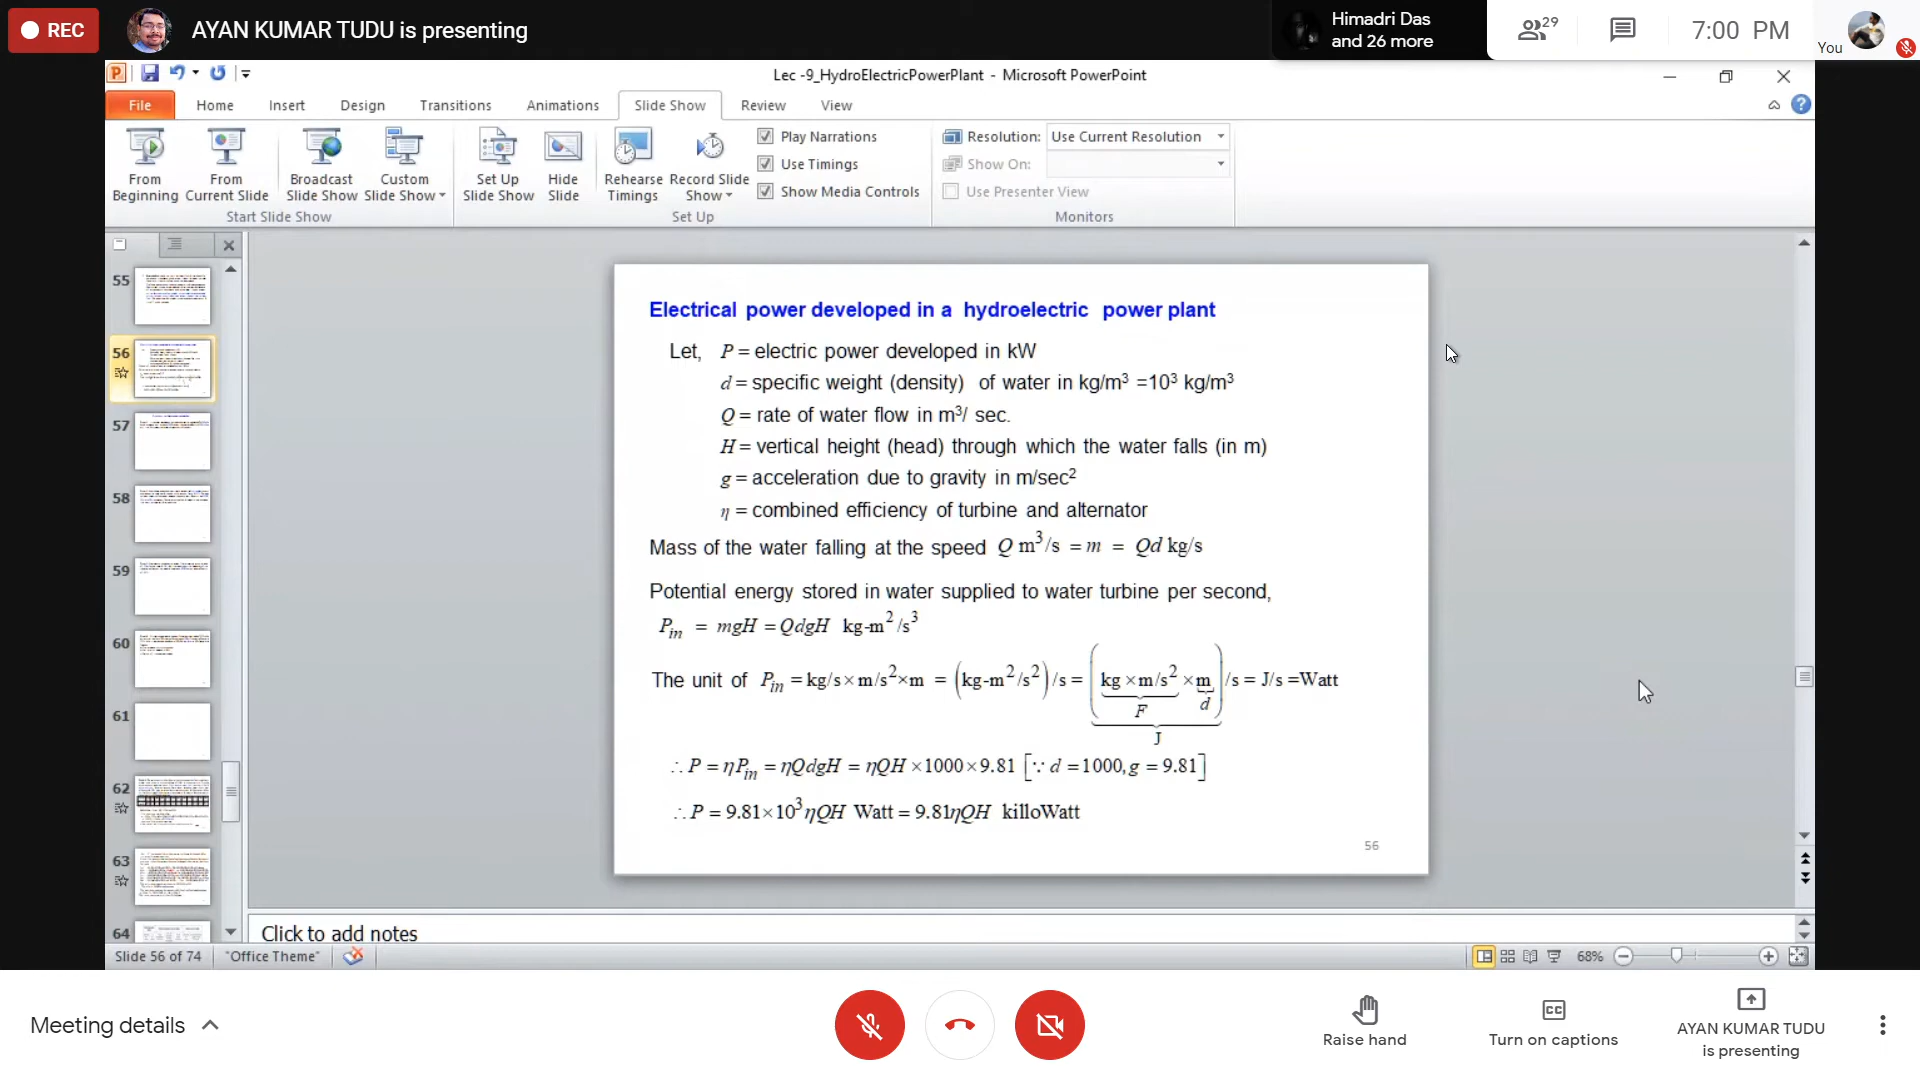 REC
AYAN KUMAR TUDU is presenting
Himadri Das
and 26 more
29
7:00 PM
You
Lec -9_HydroElectricPowerPlant - Microsoft PowerPoint
File Home Insert Design Transitions Animations Slide Show Review View
From Beginning
From Current Slide
Broadcast Slide Show
Custom Slide Show
Set Up Slide Show
Hide Slide
Rehearse Timings
Record Slide Show
Play Narrations
Use Timings
Show Media Controls
Resolution: Use Current Resolution
Show On:
Use Presenter View
Start Slide Show
Set Up
Monitors
55
56
57
58
59
60
61
62
63
64
Electrical power developed in a hydroelectric power plant
Let, P = electric power developed in kW
d = specific weight (density) of water in kg/m³ =10³ kg/m³
Q = rate of water flow in m³/ sec.
H = vertical height (head) through which the water falls (in m)
g = acceleration due to gravity in m/sec²
η = combined efficiency of turbine and alternator
Mass of the water falling at the speed Q m³/s = m = Qd kg/s
Potential energy stored in water supplied to water turbine per second,
P_in = mgH = QdgH kg-m²/s³
The unit of P_in = kg/s × m/s² × m = (kg-m²/s²)/s = (kg × m/s² × m)/s = J/s =Watt
F d
J
∴ P = ηP_in = ηQdgH = ηQH ×1000×9.81 [∵ d =1000, g = 9.81]
∴ P = 9.81×10³ηQH Watt = 9.81ηQH killoWatt
56
Click to add notes
Slide 56 of 74 "Office Theme" 68%
Meeting details
Raise hand
Turn on captions
AYAN KUMAR TUDU
is presenting